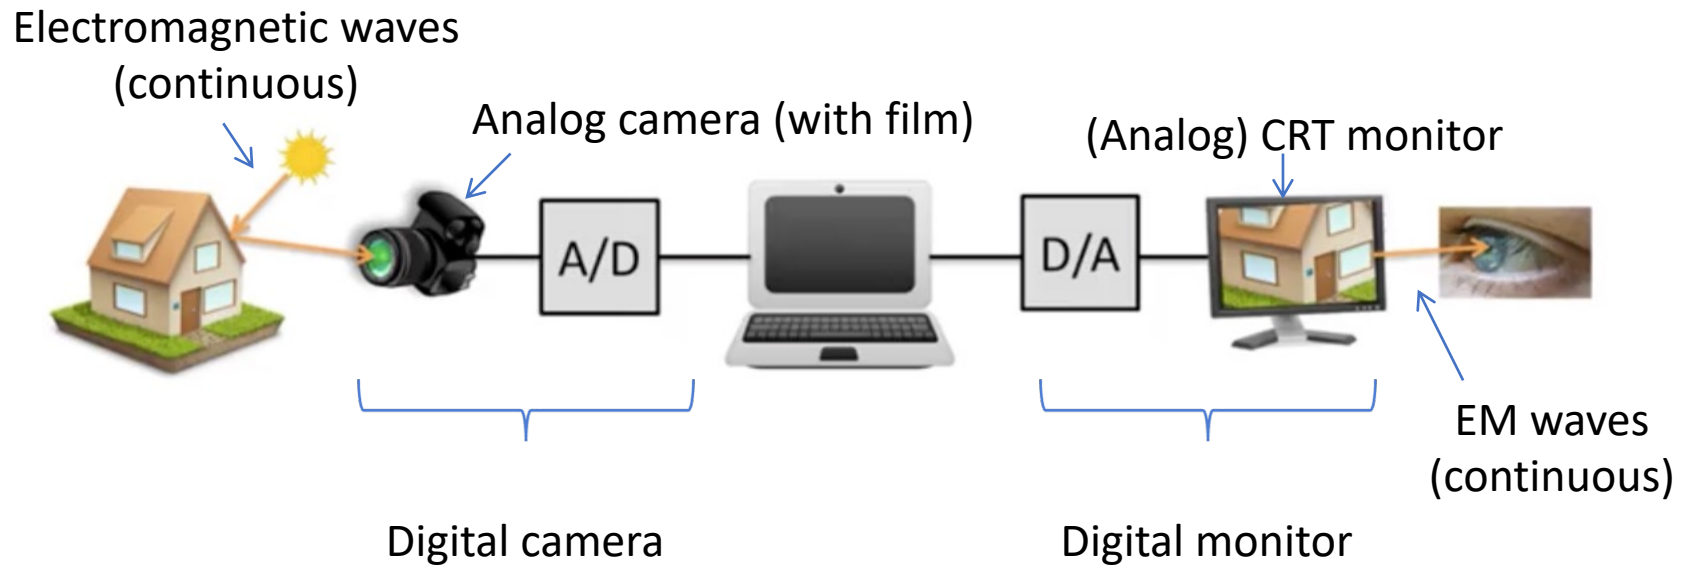 Electromagnetic waves
(continuous)
Analog camera (with film)
(Analog) CRT monitor
A/D
D/A
EM waves
(continuous)
Digital camera
Digital monitor